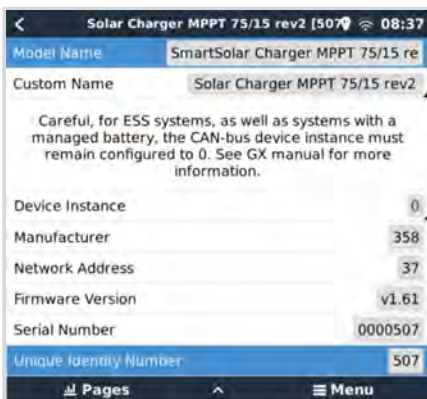 Solar Charger MPPT 75/15 rev2 [507 08:37
Model Name SmartSolar Charger MPPT 75/15 re
Custom Name Solar Charger MPPT 75/15 rev2
Careful, for ESS systems, as well as systems with a
managed battery, the CAN-bus device instance must
remain configured to 0. See GX manual for more
information.
Device Instance 0
Manufacturer 358
Network Address 37
Firmware Version v1.61
Serial Number 0000507
Unique Identity Number 507
Pages Menu